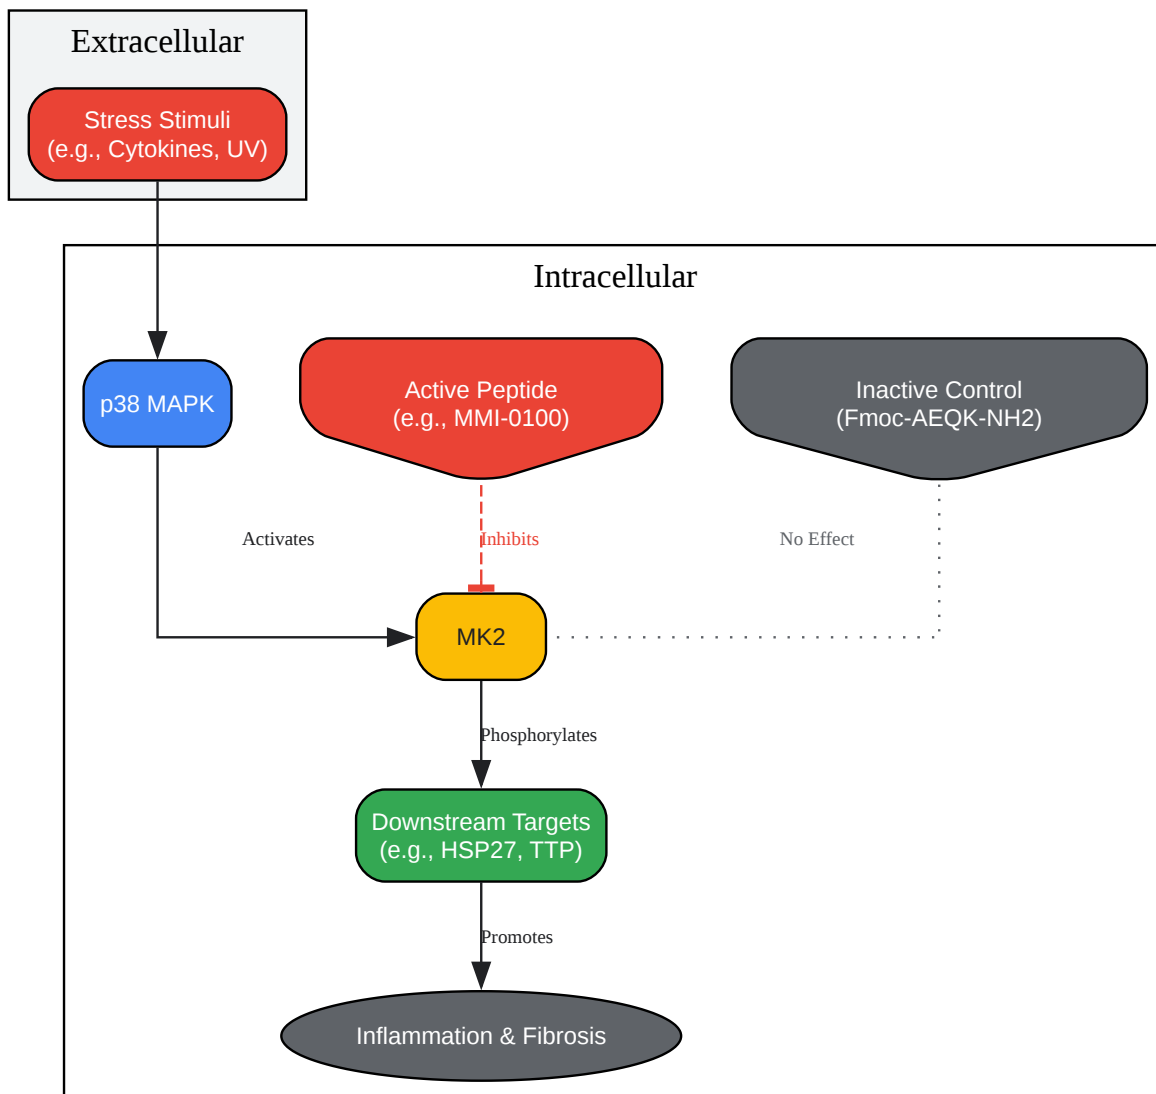 Extracellular
Stress Stimuli
(e.g., Cytokines, UV)
Intracellular
p38 MAPK
Active Peptide
(e.g., MMI-0100)
Inactive Control
(Fmoc-AEQK-NH2)
Activates
Inhibits
No Effect
MK2
Phosphorylates
Downstream Targets
(e.g., HSP27, TTP)
Promotes
Inflammation & Fibrosis